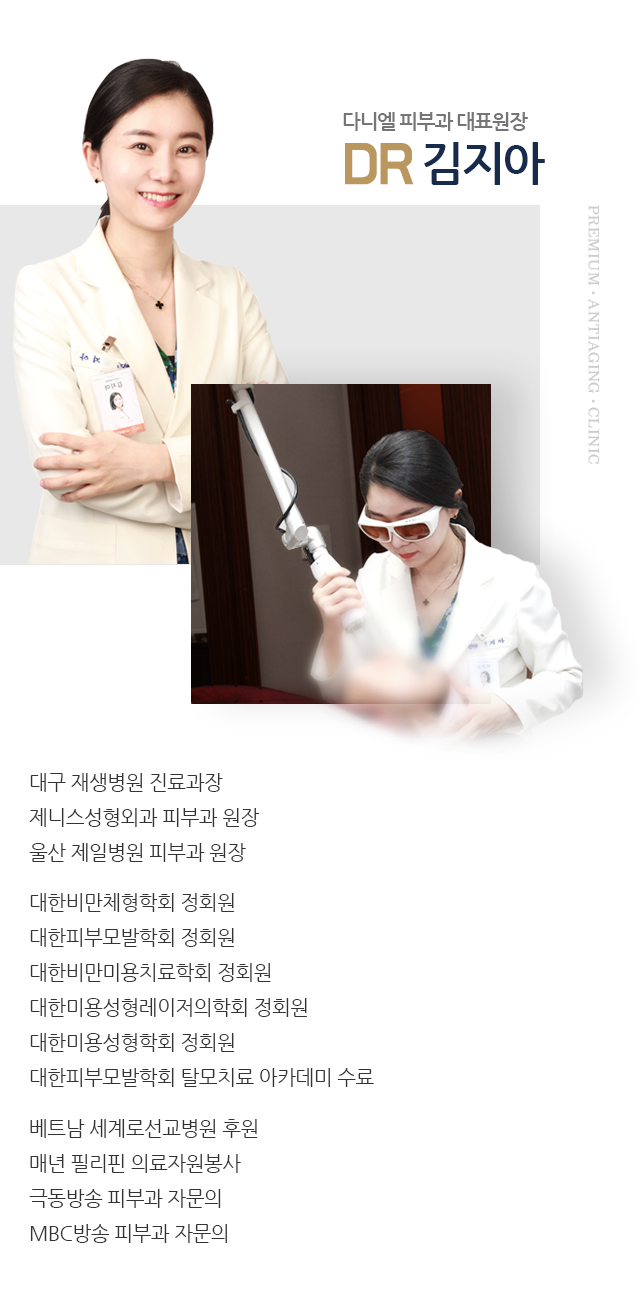 다니엘 피부과 대표원장
DR 김지아
PREMIUM · ANTIAGING · CLINIC
대구 재생병원 진료과장
제니스성형외과 피부과 원장
울산 제일병원 피부과 원장
대한비만체형학회 정회원
대한피부모발학회 정회원
대한비만미용치료학회 정회원
대한미용성형레이저의학회 정회원
대한미용성형학회 정회원
대한피부모발학회 탈모치료 아카데미 수료
베트남 세계로선교병원 후원
매년 필리핀 의료자원봉사
극동방송 피부과 자문의
MBC방송 피부과 자문의